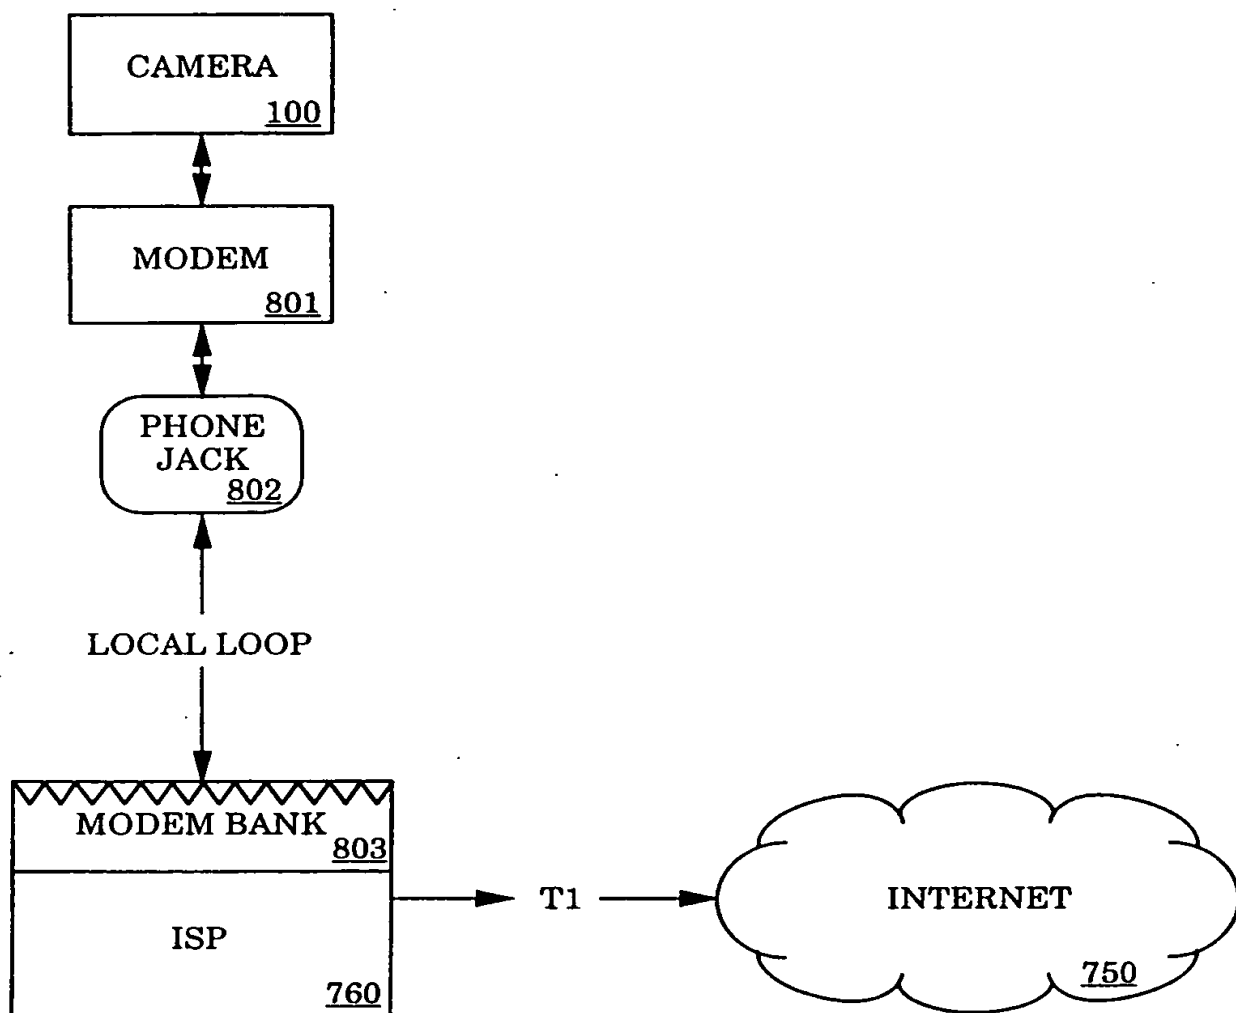 CAMERA
100
MODEM
801
PHONE
JACK
802
LOCAL LOOP
MODEM BANK
803
ISP
760
T1
INTERNET
750